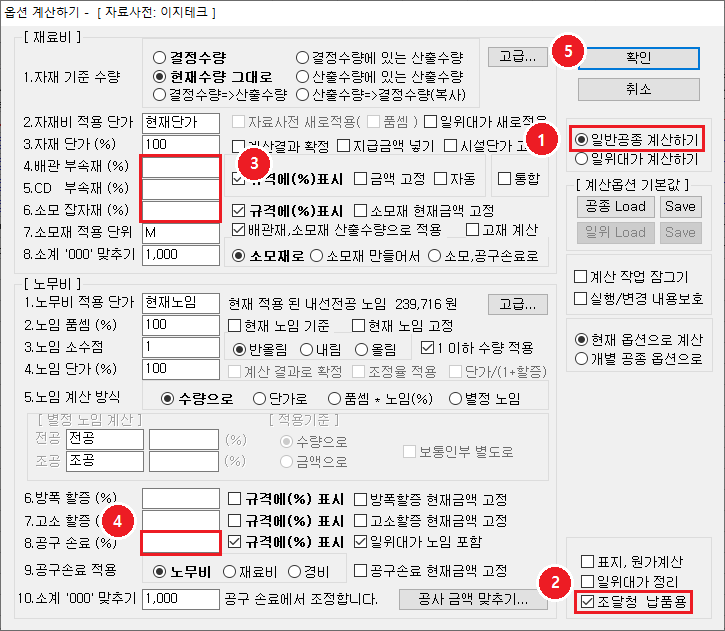 옵션 계산하기 - [ 자료사전: 이지테크 ]
[ 재료비 ]
1.자재 기준 수량
결정수량 결정수량에 있는 산출수량
현재수량 그대로 산출수량에 있는 산출수량
결정수량=>산출수량 산출수량=>결정수량(복사)
고급...
5
확인
취소
2.자재비 적용 단가 현재단가 자료사전 새로적용( 품셈 ) 일위대가 새로적용
3.자재 단가 (%) 100 계산결과 확정 지급금액 넣기 시설단가 고
1
일반공종 계산하기
일위대가 계산하기
3
4.배관 부속재 (%)
5.CD 부속재 (%)
규격에(%)표시 금액 고정 자동 통합
6.소모 잡자재 (%) 규격에(%)표시 소모재 현재금액 고정
7.소모재 적용 단위 M 배관재,소모재 산출수량으로 적용 고재 계산
8.소계 '000' 맞추기 1,000 소모재로 소모재 만들어서 소모,공구손료로
[ 계산옵션 기본값 ]
공종 Load Save
일위 Load Save
계산 작업 잠그기
실행/변경 내용보호
현재 옵션으로 계산
개별 공종 옵션으로
[ 노무비 ]
1.노무비 적용 단가 현재노임 현재 적용 된 내선전공 노임 239,716 원 고급...
2.노임 품셈 (%) 100 현재 노임 기준 현재 노임 고정
3.노임 소수점 1 반올림 내림 올림 1 이하 수량 적용
4.노임 단가 (%) 100 계산 결과로 확정 조정율 적용 단가/(1+할증)
5.노임 계산 방식 수량으로 단가로 품셈 * 노임(%) 별정 노임
[ 별정 노임 계산 ] [ 적용기준 ]
전공 전공 (%) 수량으로
조공 조공 (%) 금액으로
보통인부 별도로
6.방폭 할증 (%) 규격에(%) 표시 방폭할증 현재금액 고정
7.고소 할증 (%) 규격에(%) 표시 고소할증 현재금액 고정
4
8.공구 손료 (%) 규격에(%) 표시 일위대가 노임 포함
9.공구손료 적용 노무비 재료비 경비 공구손료 현재금액 고정
10.소계 '000' 맞추기 1,000 공구 손료에서 조정합니다. 공사 금액 맞추기...
표지, 원가계산
2
일위대가 정리
조달청 납품용